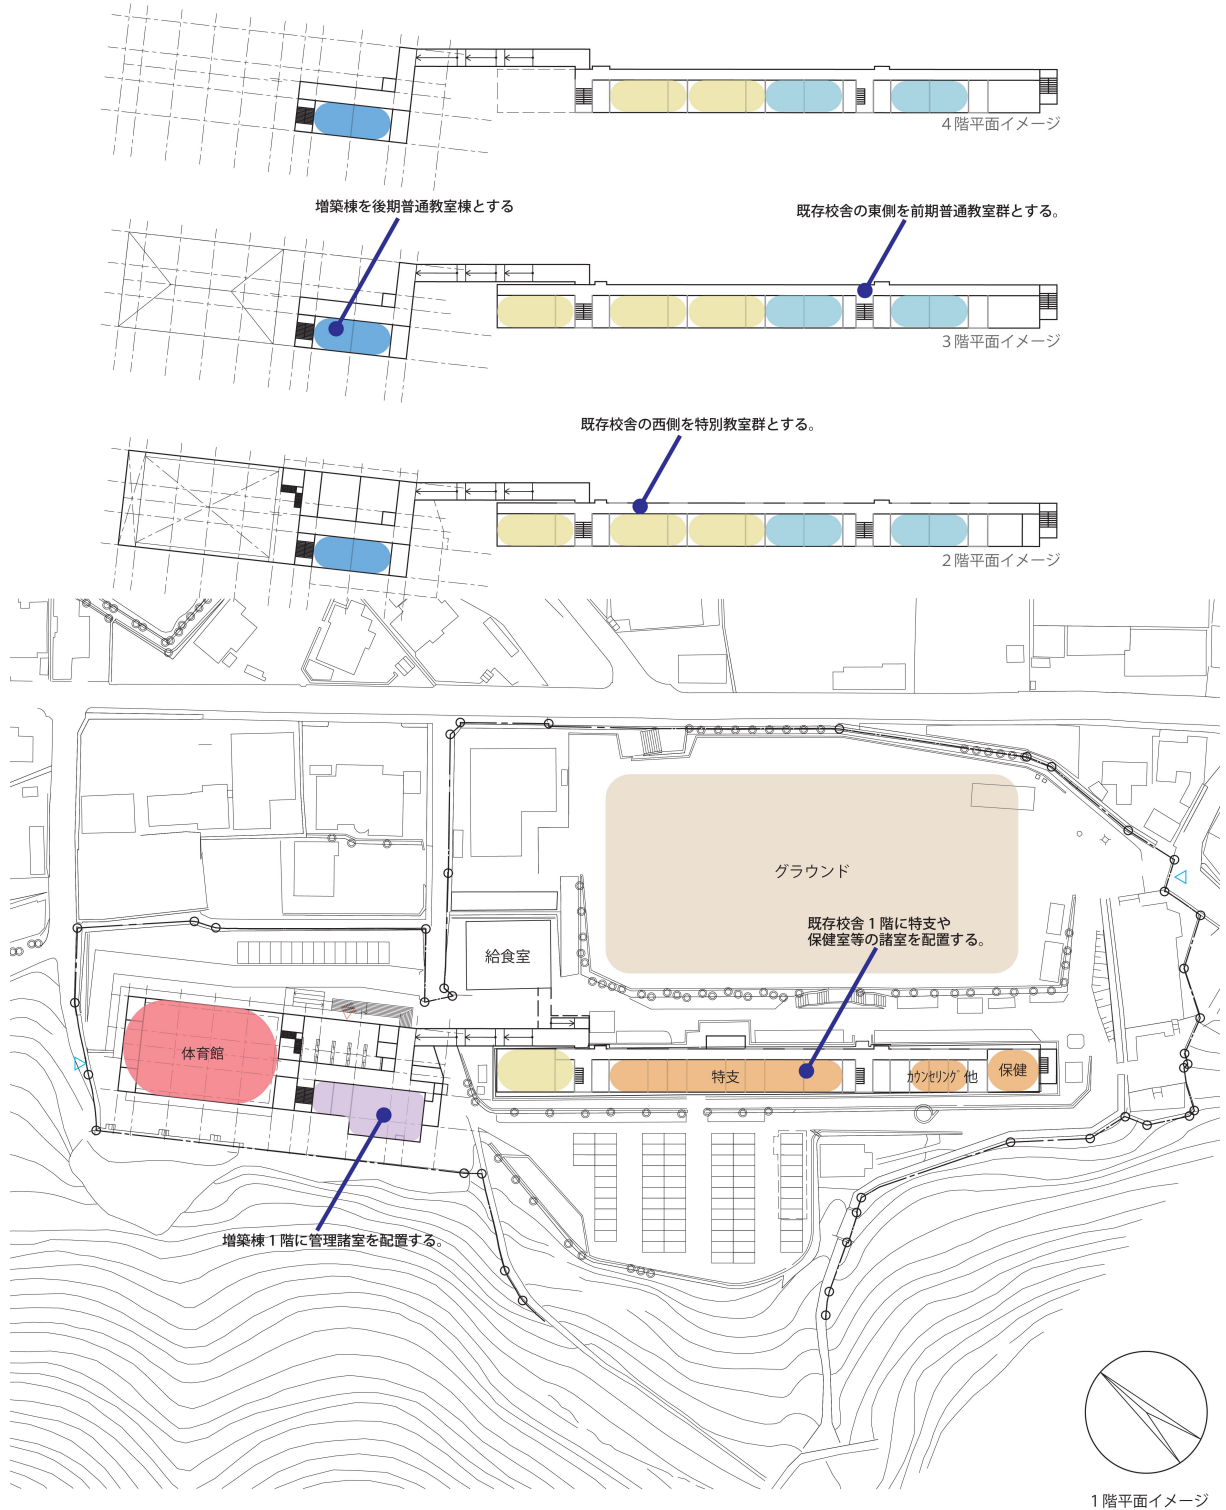 4階平面イメージ
増築棟を後期普通教室棟とする
既存校舎の東側を前期普通教室群とする。
3階平面イメージ
既存校舎の西側を特別教室群とする。
2階平面イメージ
グラウンド
既存校舎1階に特支や
保健室等の諸室を配置する。
給食室
体育館
特支
カウンセリング他
保健
増築棟1階に管理諸室を配置する。
1階平面イメージ